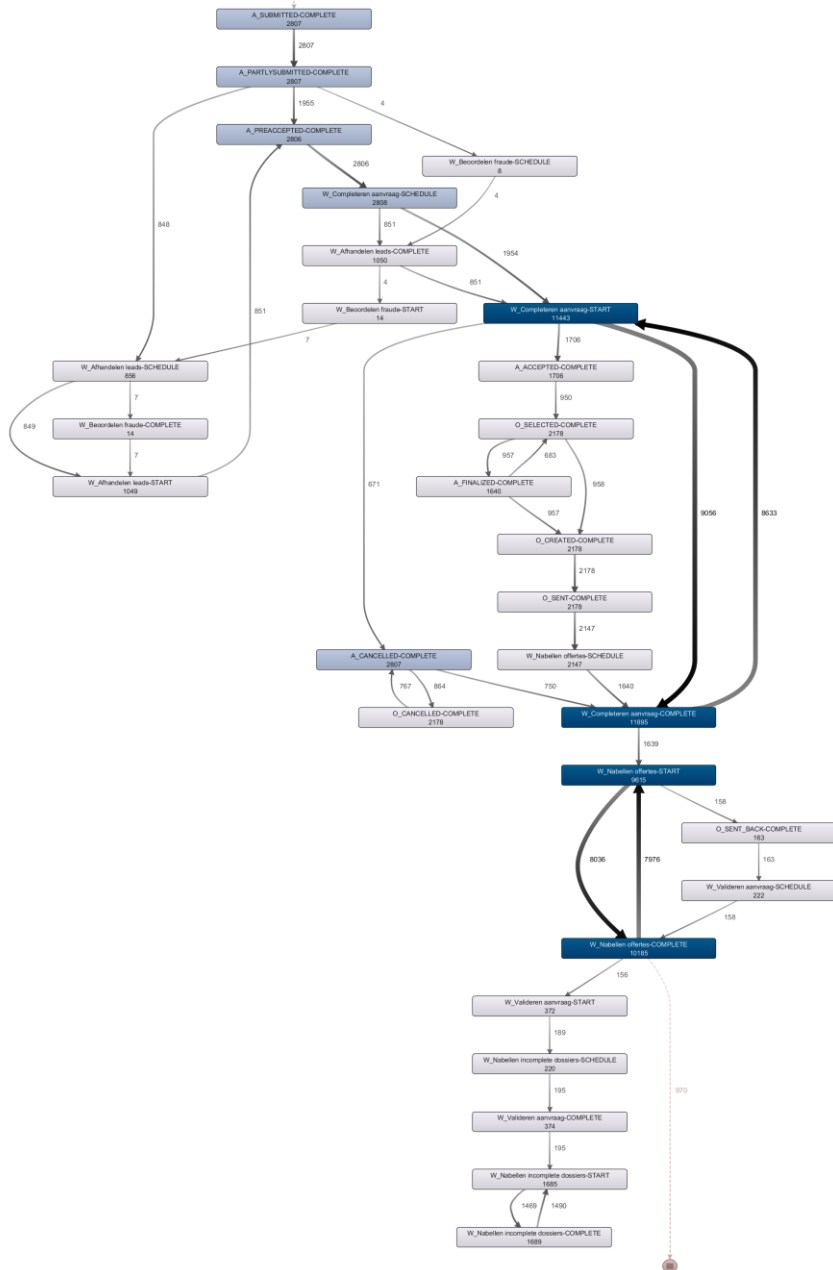 A_SUBMITTED-COMPLETE
2807
2807
A_PARTLYSUBMITTED-COMPLETE
2807
1955
4
A_PREACCEPTED-COMPLETE
2806
2806
W_Beoordelen fraude-SCHEDULE
8
W_Completeren aanvraag-SCHEDULE
2808
4
848
851
1954
W_Afhandelen leads-COMPLETE
1050
4
851
851
W_Beoordelen fraude-START
14
W_Completeren aanvraag-START
11443
7
1706
W_Afhandelen leads-SCHEDULE
856
A_ACCEPTED-COMPLETE
1706
7
950
849
W_Beoordelen fraude-COMPLETE
14
O_SELECTED-COMPLETE
2178
7
957
683
958
671
W_Afhandelen leads-START
1049
A_FINALIZED-COMPLETE
1640
957
9056
8633
O_CREATED-COMPLETE
2178
2178
O_SENT-COMPLETE
2178
2147
A_CANCELLED-COMPLETE
2807
W_Nabellen offertes-SCHEDULE
2147
767
864
750
1640
O_CANCELLED-COMPLETE
2178
W_Completeren aanvraag-COMPLETE
11895
1639
W_Nabellen offertes-START
9615
158
O_SENT_BACK-COMPLETE
163
8036
7976
163
W_Valideren aanvraag-SCHEDULE
222
158
W_Nabellen offertes-COMPLETE
10185
156
W_Valideren aanvraag-START
372
189
W_Nabellen incomplete dossiers-SCHEDULE
220
970
195
W_Valideren aanvraag-COMPLETE
374
195
W_Nabellen incomplete dossiers-START
1685
1469
1490
W_Nabellen incomplete dossiers-COMPLETE
1689